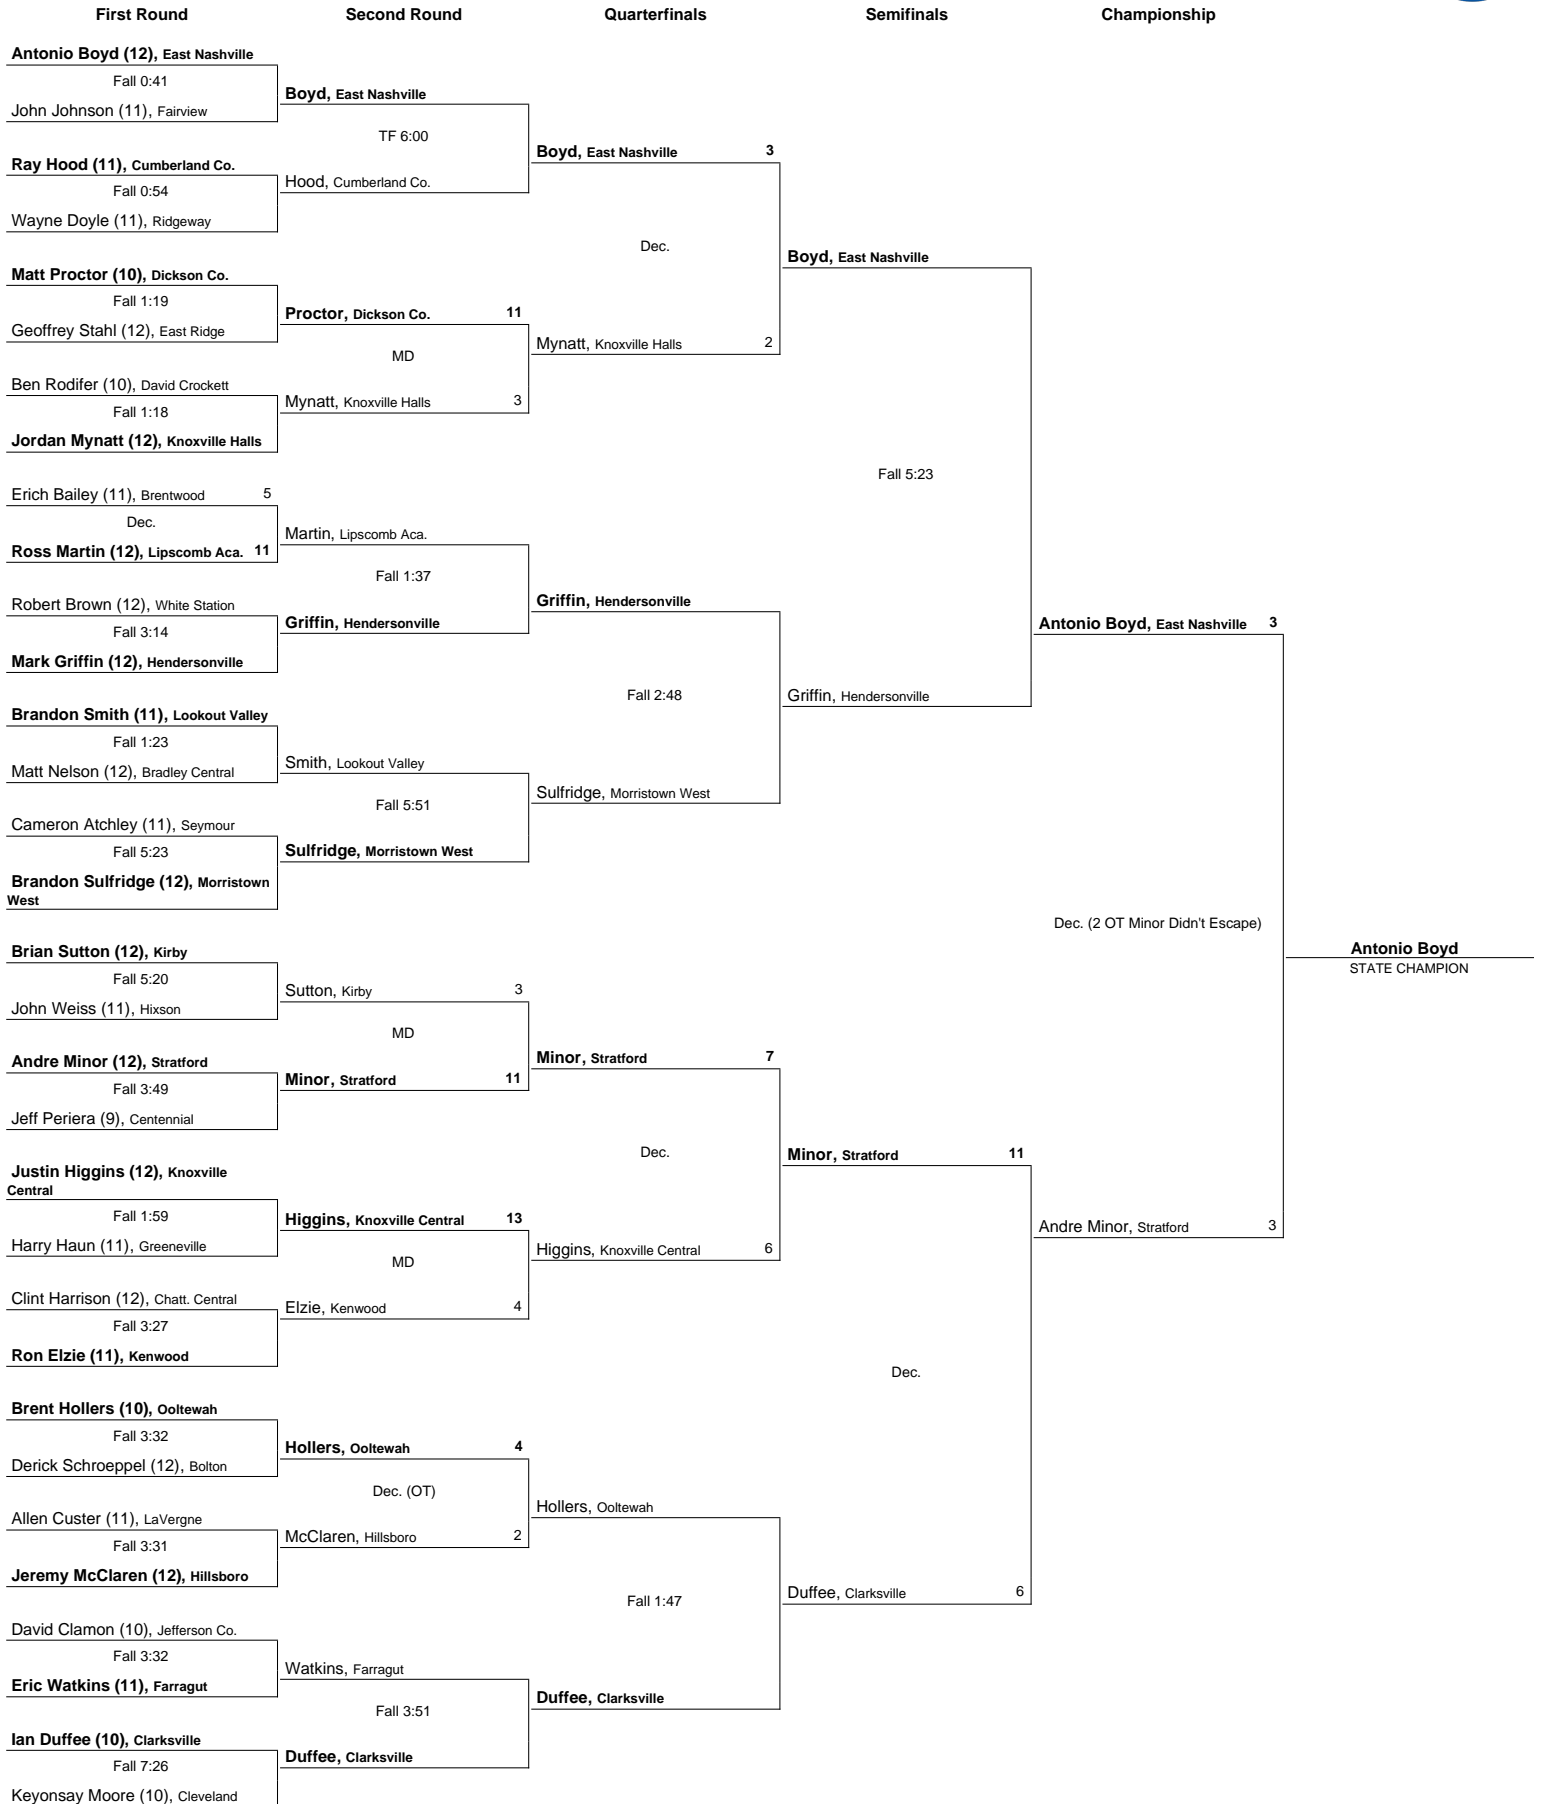 First Round
Second Round
Quarterfinals
Semifinals
Championship
Antonio Boyd (12), East Nashville
Fall 0:41
John Johnson (11), Fairview
Ray Hood (11), Cumberland Co.
Fall 0:54
Wayne Doyle (11), Ridgeway
Matt Proctor (10), Dickson Co.
Fall 1:19
Geoffrey Stahl (12), East Ridge
Ben Rodifer (10), David Crockett
Fall 1:18
Jordan Mynatt (12), Knoxville Halls
Erich Bailey (11), Brentwood 5
Dec.
Ross Martin (12), Lipscomb Aca. 11
Robert Brown (12), White Station
Fall 3:14
Mark Griffin (12), Hendersonville
Brandon Smith (11), Lookout Valley
Fall 1:23
Matt Nelson (12), Bradley Central
Cameron Atchley (11), Seymour
Fall 5:23
Brandon Sulfridge (12), Morristown
West
Brian Sutton (12), Kirby
Fall 5:20
John Weiss (11), Hixson
Andre Minor (12), Stratford
Fall 3:49
Jeff Periera (9), Centennial
Justin Higgins (12), Knoxville
Central
Fall 1:59
Harry Haun (11), Greeneville
Clint Harrison (12), Chatt. Central
Fall 3:27
Ron Elzie (11), Kenwood
Brent Hollers (10), Ooltewah
Fall 3:32
Derick Schroeppel (12), Bolton
Allen Custer (11), LaVergne
Fall 3:31
Jeremy McClaren (12), Hillsboro
David Clamon (10), Jefferson Co.
Fall 3:32
Eric Watkins (11), Farragut
Ian Duffee (10), Clarksville
Fall 7:26
Keyonsay Moore (10), Cleveland
Boyd, East Nashville
TF 6:00
Hood, Cumberland Co.
Proctor, Dickson Co. 11
MD
Mynatt, Knoxville Halls 3
Martin, Lipscomb Aca.
Fall 1:37
Griffin, Hendersonville
Smith, Lookout Valley
Fall 5:51
Sulfridge, Morristown West
Sutton, Kirby 3
MD
Minor, Stratford 11
Higgins, Knoxville Central 13
MD
Elzie, Kenwood 4
Hollers, Ooltewah 4
Dec. (OT)
McClaren, Hillsboro 2
Watkins, Farragut
Fall 3:51
Duffee, Clarksville
Boyd, East Nashville 3
Dec.
Mynatt, Knoxville Halls 2
Griffin, Hendersonville
Fall 2:48
Sulfridge, Morristown West
Minor, Stratford 7
Dec.
Higgins, Knoxville Central 6
Hollers, Ooltewah
Fall 1:47
Duffee, Clarksville
Boyd, East Nashville
Fall 5:23
Griffin, Hendersonville
Minor, Stratford 11
Dec.
Duffee, Clarksville 6
Antonio Boyd, East Nashville 3
Dec. (2 OT Minor Didn't Escape)
Andre Minor, Stratford 3
Antonio Boyd
STATE CHAMPION